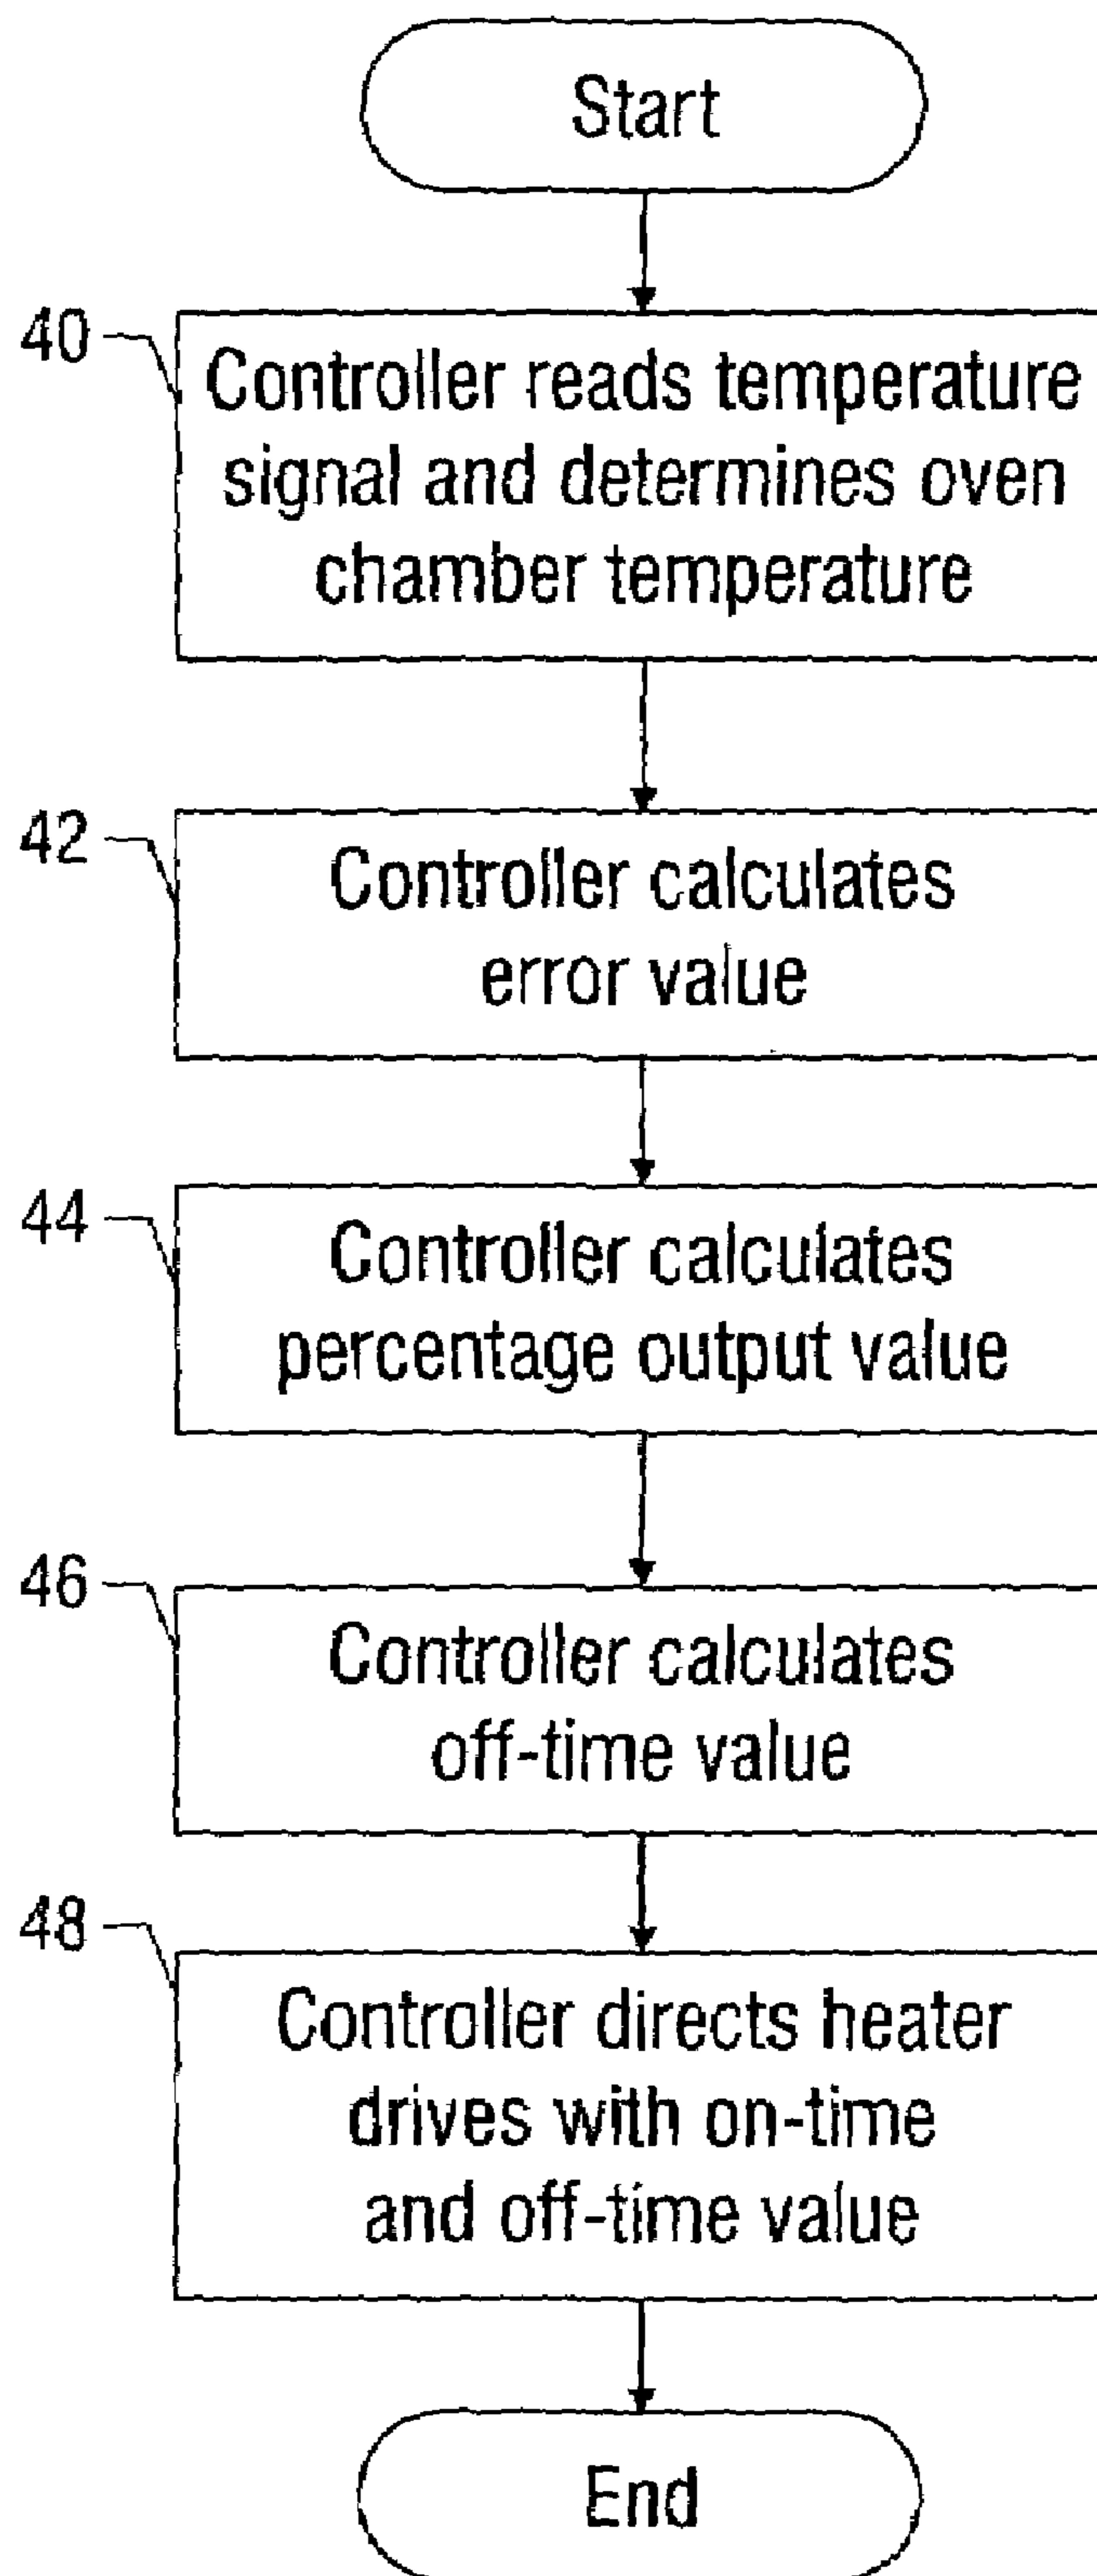 Start
40
Controller reads temperature
signal and determines oven
chamber temperature
42
Controller calculates
error value
44
Controller calculates
percentage output value
46
Controller calculates
off-time value
48
Controller directs heater
drives with on-time
and off-time value
End